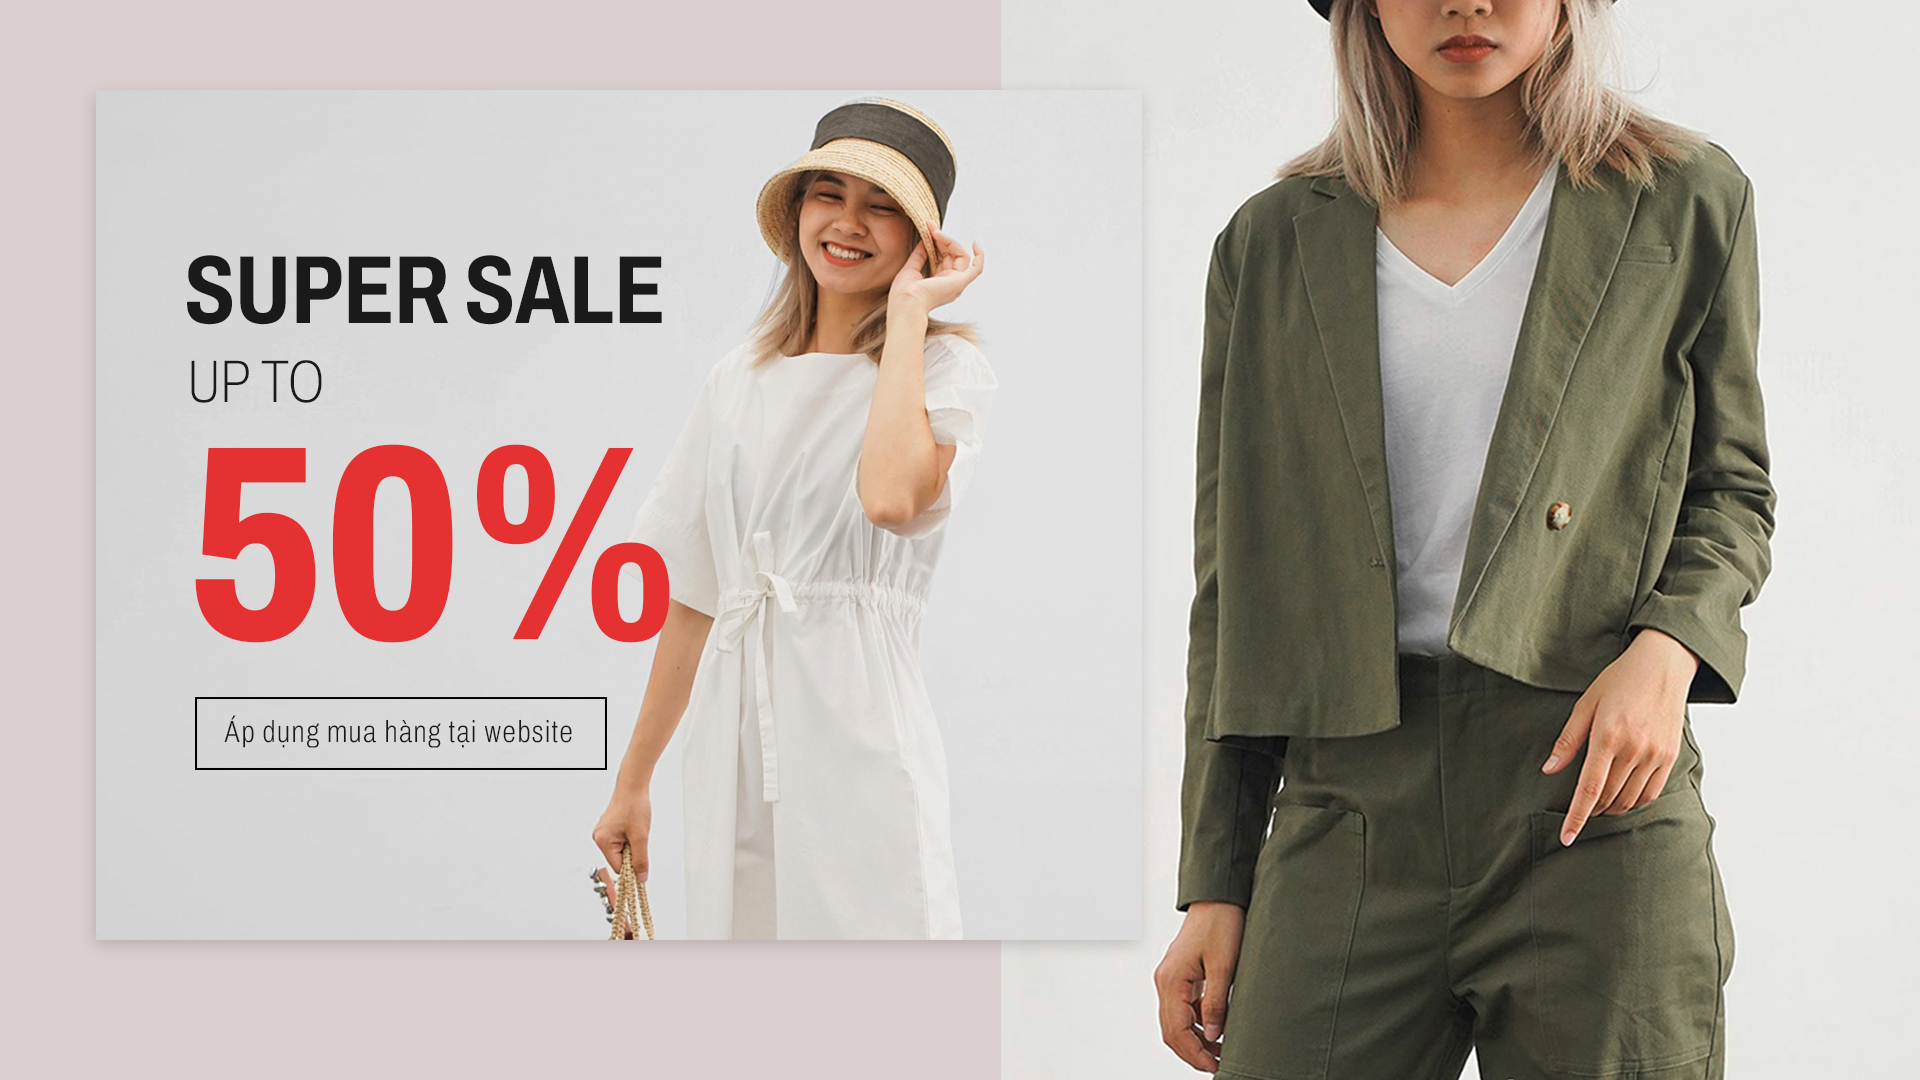 SUPER SALE
UP TO
50%
Áp dụng mua hàng tại website